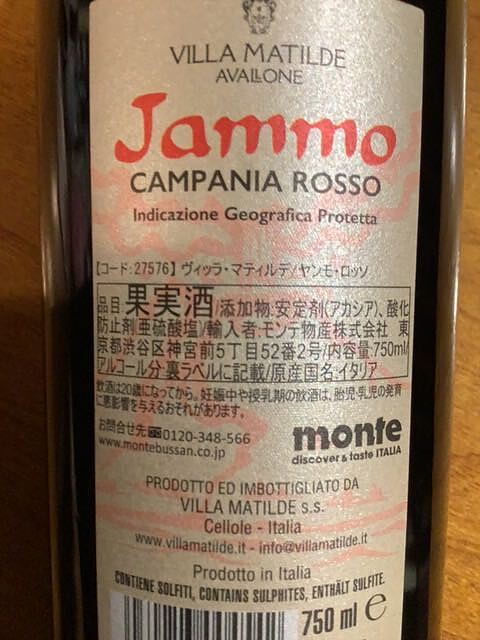 VILLA MATILDE
AVALLONE
Jammo
CAMPANIA ROSSO
Indicazione Geografica Protetta
【コード:27576】ヴィッラ・マティルデ/ヤンモ・ロッソ
品目:果実酒/添加物:安定剤(アカシア)、酸化
防止剤(亜硫酸塩)/輸入者:モンテ物産株式会社 東
京都渋谷区神宮前5丁目52番2号/内容量:750ml/
アルコール分:裏ラベルに記載/原産国名:イタリア
飲酒は20歳になってから。妊娠中や授乳期の飲酒は、胎児・乳児の発育
に悪影響を与えるおそれがあります。
お問合せ先 0120-348-566
www.montebussan.co.jp
monte
discover & taste ITALIA
PRODOTTO ED IMBOTTIGLIATO DA
VILLA MATILDE s.s.
Cellole - Italia
www.villamatilde.it - info@villamatilde.it
Prodotto in Italia
CONTIENE SOLFITI, CONTAINS SULPHITES, ENTHÄLT SULFITE.
750 ml e